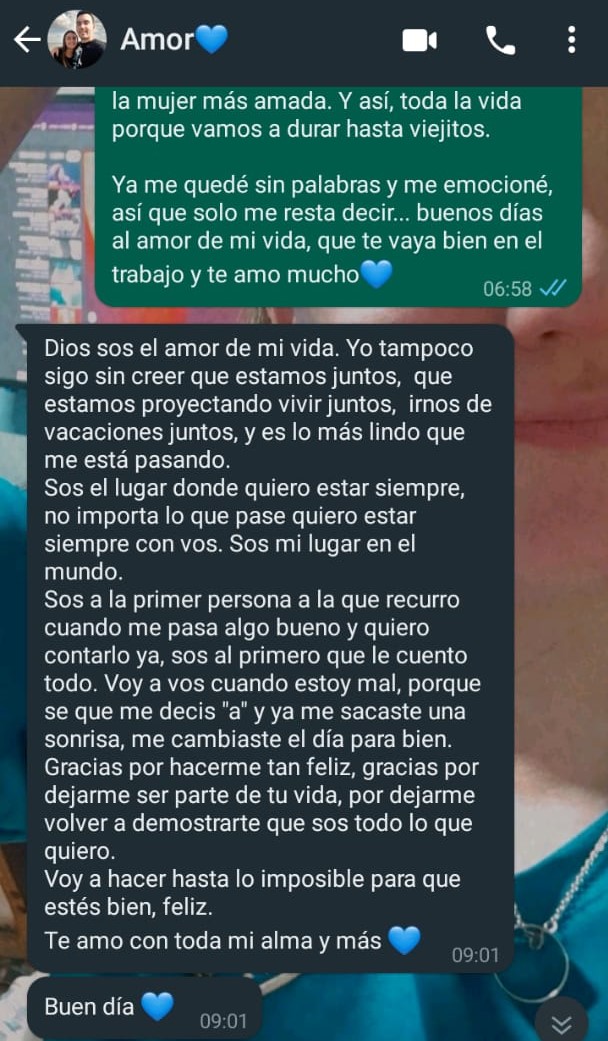 Amor💙
la mujer más amada. Y así, toda la vida
porque vamos a durar hasta viejitos.
Ya me quedé sin palabras y me emocioné,
así que solo me resta decir... buenos días
al amor de mi vida, que te vaya bien en el
trabajo y te amo mucho💙
06:58
Dios sos el amor de mi vida. Yo tampoco
sigo sin creer que estamos juntos,  que
estamos proyectando vivir juntos,  irnos de
vacaciones juntos, y es lo más lindo que
me está pasando.
Sos el lugar donde quiero estar siempre,
no importa lo que pase quiero estar
siempre con vos. Sos mi lugar en el
mundo.
Sos a la primer persona a la que recurro
cuando me pasa algo bueno y quiero
contarlo ya, sos al primero que le cuento
todo. Voy a vos cuando estoy mal, porque
se que me decis "a" y ya me sacaste una
sonrisa, me cambiaste el día para bien.
Gracias por hacerme tan feliz, gracias por
dejarme ser parte de tu vida, por dejarme
volver a demostrarte que sos todo lo que
quiero.
Voy a hacer hasta lo imposible para que
estés bien, feliz.
Te amo con toda mi alma y más 💙
09:01
Buen día 💙
09:01